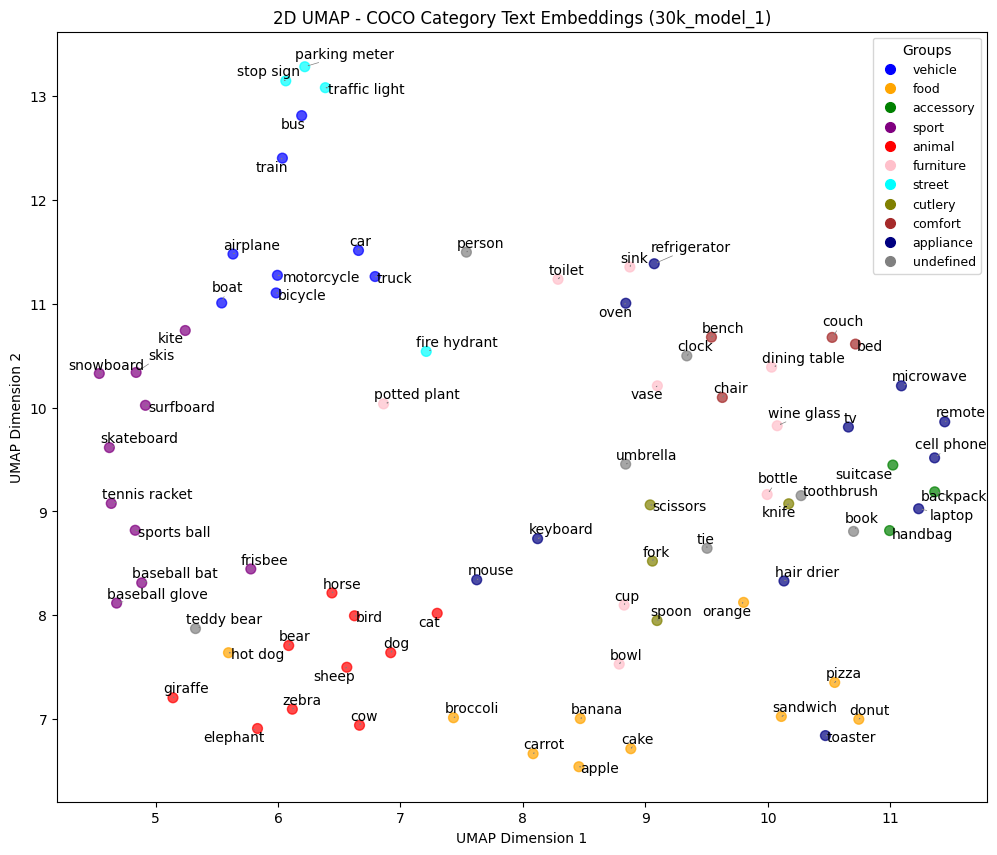 2D UMAP - COCO Category Text Embeddings (30k_model_1)
parking meter
stop sign
traffic light
bus
train
airplane
car
person
motorcycle
truck
boat
bicycle
kite
skis
snowboard
surfboard
skateboard
tennis racket
sports ball
baseball bat
baseball glove
frisbee
teddy bear
hot dog
giraffe
elephant
zebra
bear
horse
bird
cat
dog
sheep
cow
fire hydrant
potted plant
toilet
sink
refrigerator
oven
bench
clock
couch
bed
dining table
vase
chair
microwave
wine glass
tv
remote
cell phone
umbrella
suitcase
bottle
toothbrush
backpack
scissors
knife
laptop
book
handbag
keyboard
tie
mouse
fork
hair drier
cup
spoon
orange
bowl
pizza
broccoli
banana
sandwich
donut
carrot
cake
toaster
apple
Groups
vehicle
food
accessory
sport
animal
furniture
street
cutlery
comfort
appliance
undefined
13
12
11
10
9
8
7
UMAP Dimension 2
5
6
7
8
9
10
11
UMAP Dimension 1